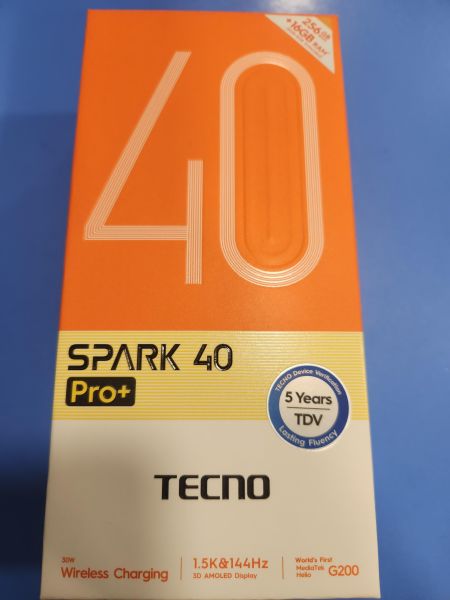 256GB
+16GB RAM*
40
SPARK 40
Pro+
TECNO Device Verification
5 Years
TDV
Lasting Fluency
TECNO
30W
Wireless Charging
1.5K&144Hz
3D AMOLED Display
World's First
MediaTek
Helio G200